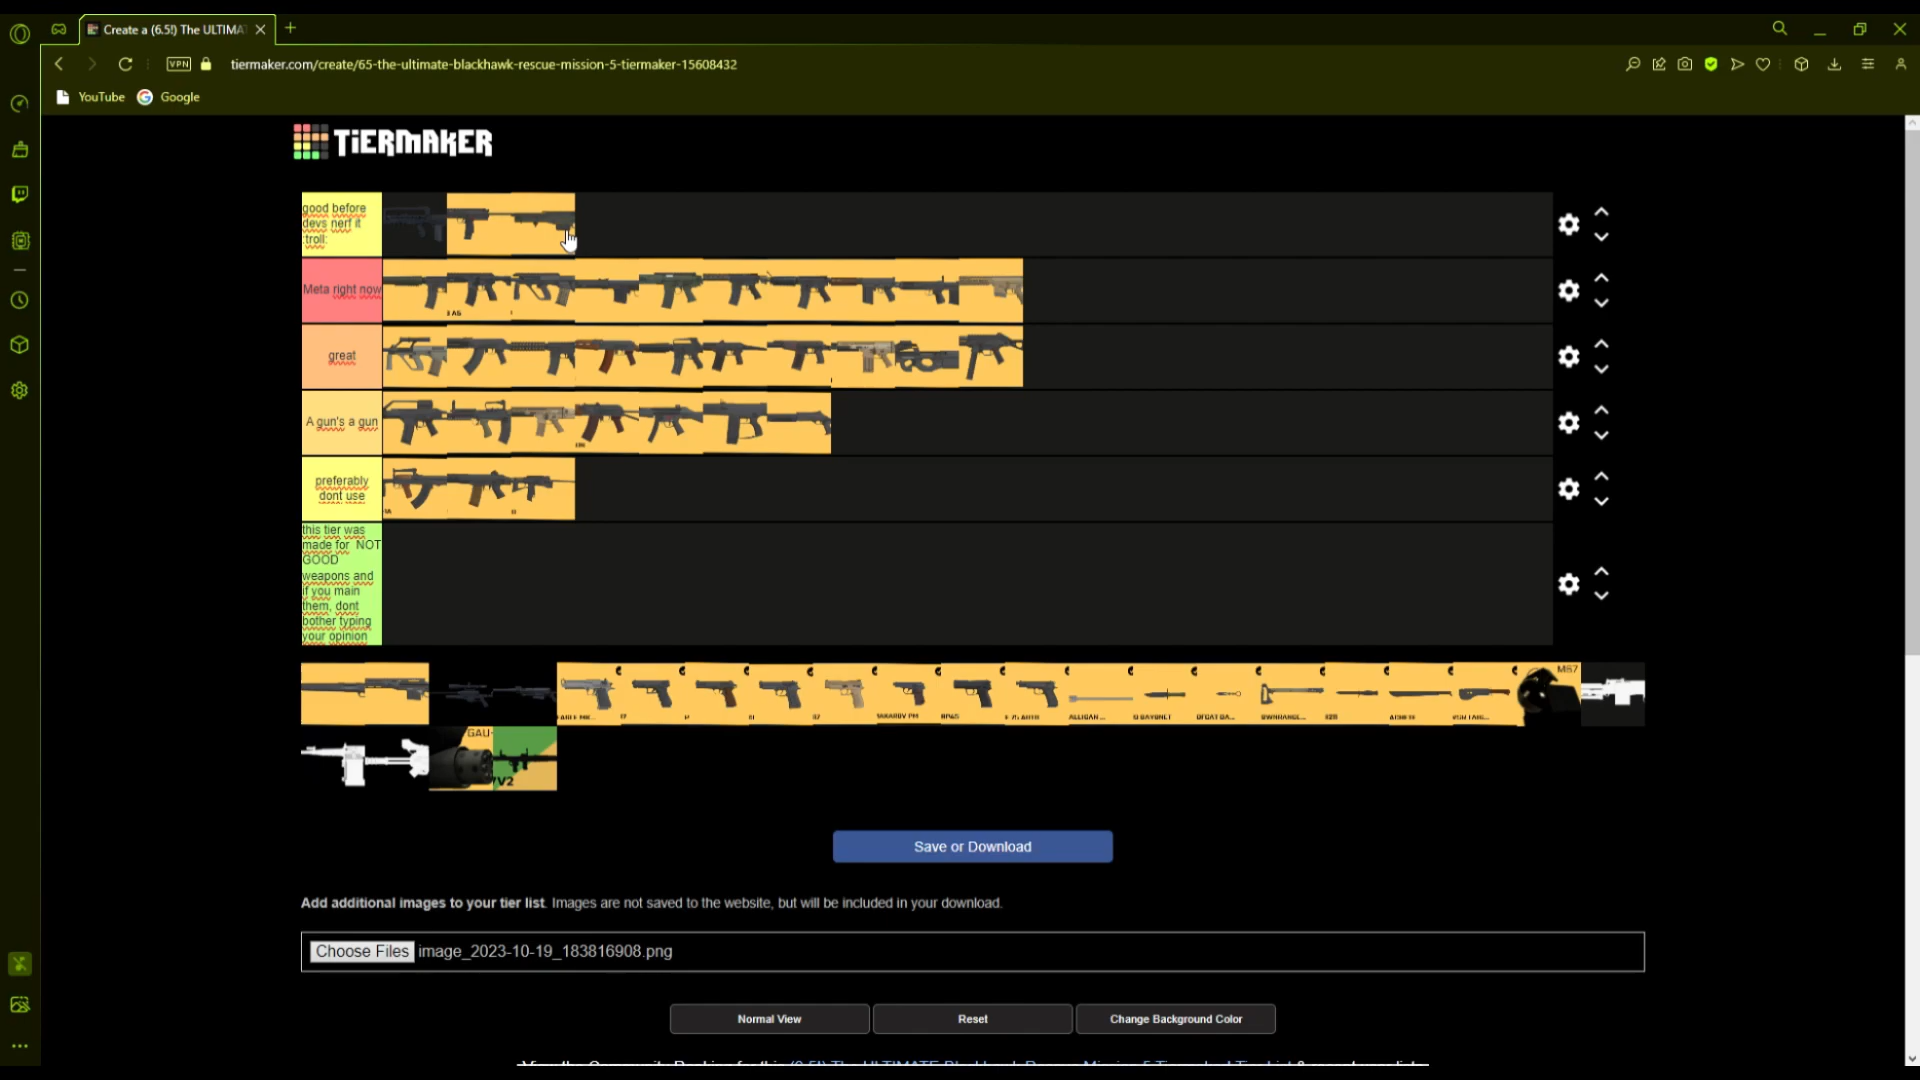 Create a (6.5!) The ULTIMA
VPN
tiermaker.com/create/65-the-ultimate-blackhawk-rescue-mission-5-tiermaker-15608432
YouTube
Google
TiERMAKER
good before
devs nerf it
:troll:
Meta right now
great
A gun's a gun
preferably
dont use
this tier was
made for NOT
GOOD
weapons and
if you main
them, dont
bother typing
your opinion
M67
GAU-
V2
Save or Download
Add additional images to your tier list. Images are not saved to the website, but will be included in your download.
Choose Files image_2023-10-19_183816908.png
Normal View
Reset
Change Background Color